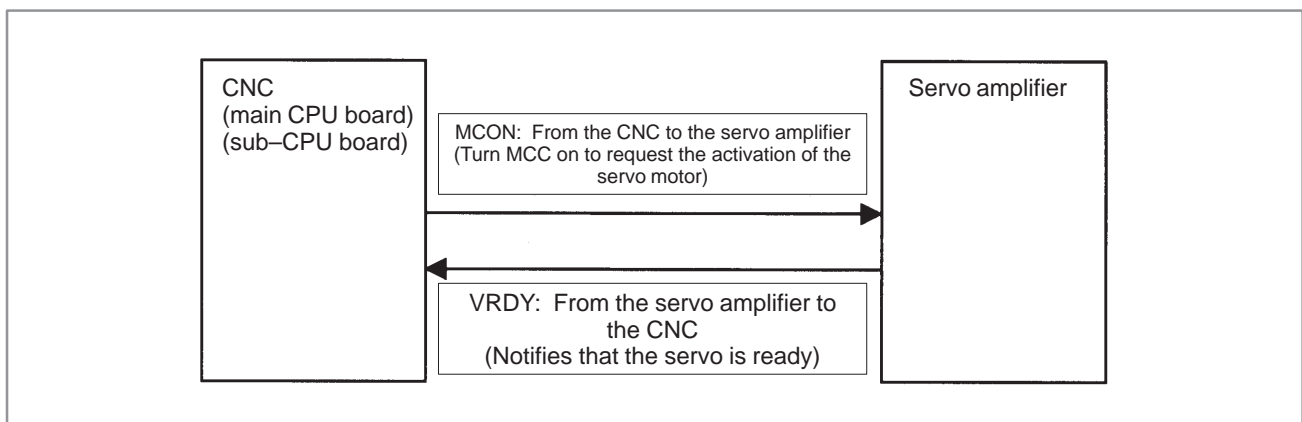 CNC
(main CPU board)
(sub–CPU board)
MCON: From the CNC to the servo amplifier
(Turn MCC on to request the activation of the
servo motor)
Servo amplifier
VRDY: From the servo amplifier to
the CNC
(Notifies that the servo is ready)